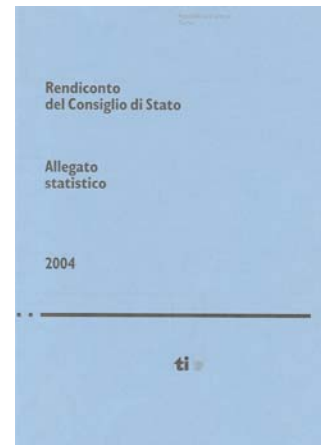 Rendiconto
del Consiglio di Stato
Allegato
statistico
2004
ti